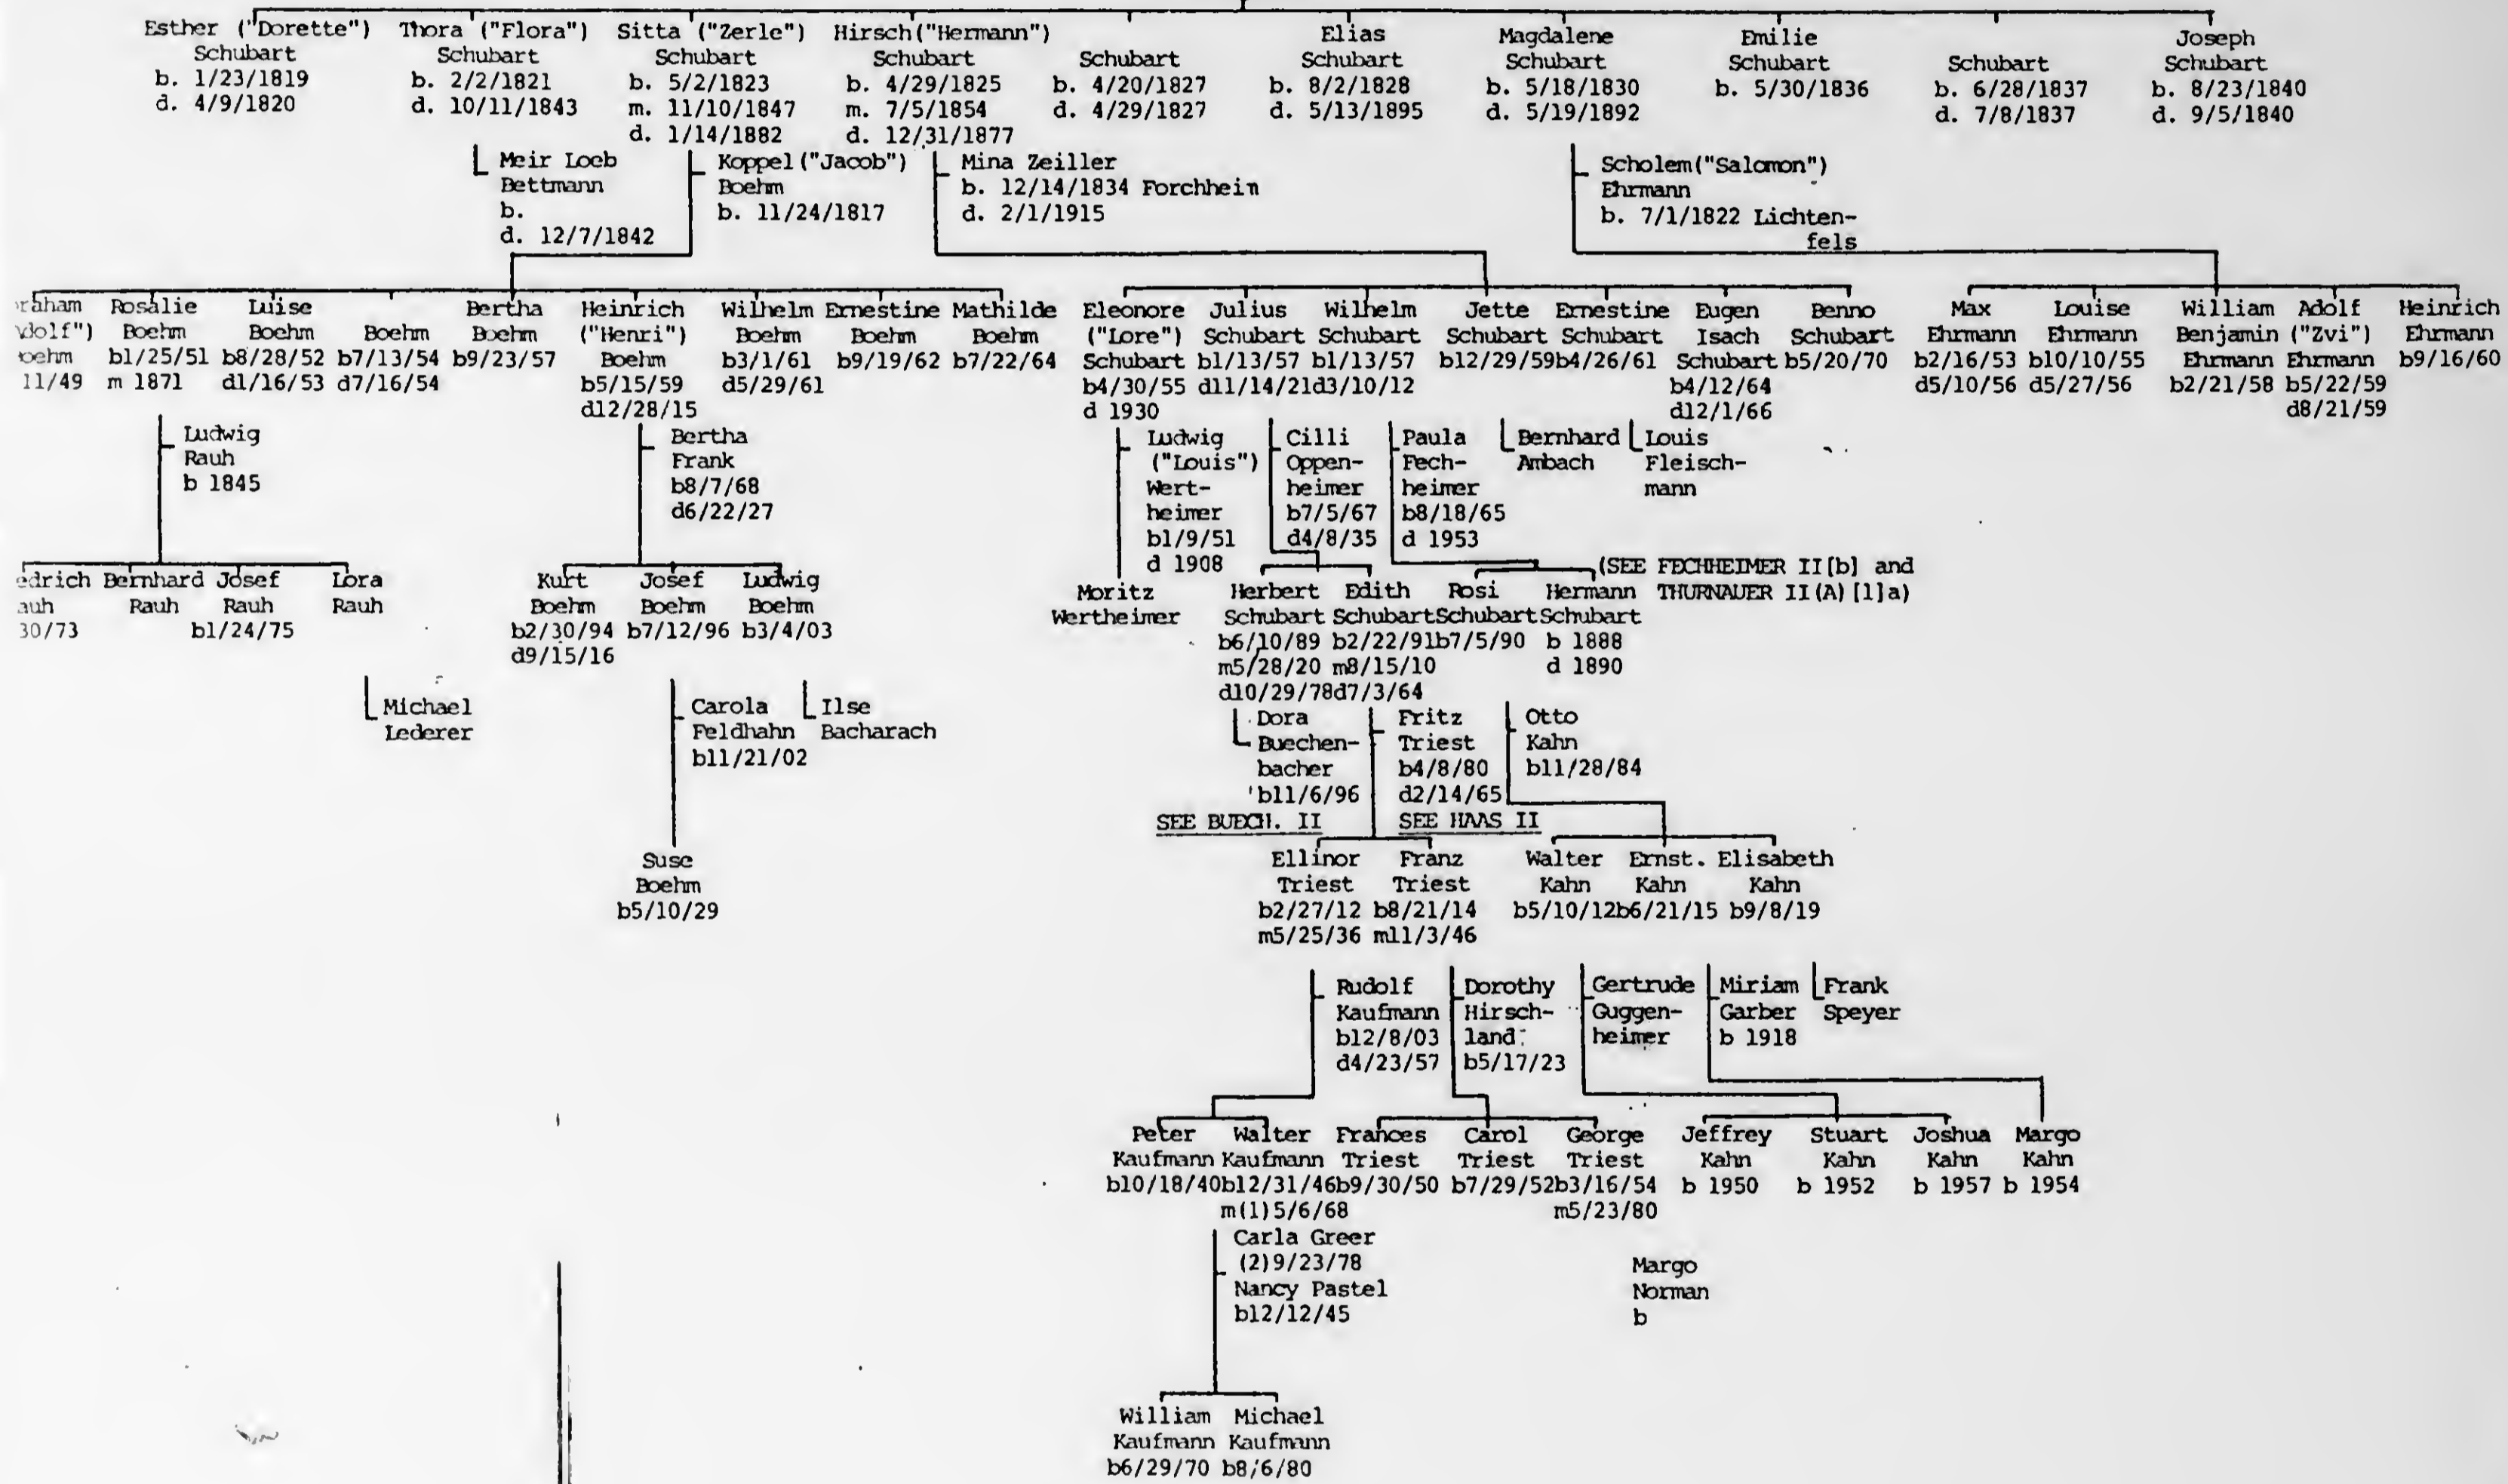 Esther ("Dorette") Thora ("Flora") Sitta ("Zerle") Hirsch("Hermann") Elias Magdalene Emilie Joseph
Schubart Schubart Schubart Schubart Schubart Schubart Schubart Schubart Schubart Schubart
b. 1/23/1819 b. 2/2/1821 b. 5/2/1823 b. 4/29/1825 b. 4/20/1827 b. 8/2/1828 b. 5/18/1830 b. 5/30/1836 b. 6/28/1837 b. 8/23/1840
d. 4/9/1820 d. 10/11/1843 m. 11/10/1847 m. 7/5/1854 d. 4/29/1827 d. 5/13/1895 d. 5/19/1892 d. 7/8/1837 d. 9/5/1840
d. 1/14/1882 d. 12/31/1877
Meir Loeb Koppel("Jacob") Mina Zeiller Scholem("Salomon")
Bettmann Boehm b. 12/14/1834 Forchhein Ehrmann
b. b. 11/24/1817 d. 2/1/1915 b. 7/1/1822 Lichten-
d. 12/7/1842 fels
raham Rosalie Luise Bertha Heinrich Wilhelm Ernestine Mathilde Eleonore Julius Wilhelm Jette Ernestine Eugen Benno Max Louise William Adolf Heinrich
dolf") Boehm Boehm Boehm Boehm ("Henri") Boehm Boehm Boehm ("Lore") Schubart Schubart Schubart Schubart Isach Schubart Ehrmann Ehrmann Benjamin ("Zvi") Ehrmann
oehm b1/25/51 b8/28/52 b7/13/54 b9/23/57 Boehm b3/1/61 b9/19/62 b7/22/64 Schubart b1/13/57 b1/13/57 b12/29/59 b4/26/61 Schubart b5/20/70 b2/16/53 b10/10/55 Ehrmann Ehrmann b9/16/60
11/49 m 1871 d1/16/53 d7/16/54 b5/15/59 d5/29/61 b4/30/55 d11/14/21 d3/10/12 b4/12/64 d5/10/56 d5/27/56 b2/21/58 b5/22/59
d12/28/15 d 1930 d12/1/66 d8/21/59
Ludwig Bertha Ludwig Cilli Paula Bernhard Louis
Rauh Frank ("Louis") Oppen- Fech- Ambach Fleisch-
b 1845 b8/7/68 Wert- heimer heimer mann
d6/22/27 heimer b7/5/67 b8/18/65
b1/9/51 d4/8/35 d 1953
d 1908 (SEE FECHHEIMER II[b] and
edrich Bernhard Josef Lora Kurt Josef Ludwig Moritz Herbert Edith Rosi Hermann THURNAUER II(A)[1]a)
auh Rauh Rauh Rauh Boehm Boehm Boehm Wertheimer Schubart Schubart Schubart Schubart
30/73 b1/24/75 b2/30/94 b7/12/96 b3/4/03 b6/10/89 b2/22/91 b7/5/90 b 1888
d9/15/16 m5/28/20 m8/15/10 d 1890
d10/29/78 d7/3/64
Michael Carola Ilse Dora Fritz Otto
Lederer Feldhahn Bacharach Buechen- Triest Kahn
b11/21/02 bacher b4/8/80 b11/28/84
b11/6/96 d2/14/65
SEE BUECH. II SEE HAAS II
Suse Ellinor Franz Walter Ernst. Elisabeth
Boehm Triest Triest Kahn Kahn Kahn
b5/10/29 b2/27/12 b8/21/14 b5/10/12 b6/21/15 b9/8/19
m5/25/36 m11/3/46
Rudolf Dorothy Gertrude Miriam Frank
Kaufmann Hirsch- Guggen- Garber Speyer
b12/8/03 land heimer b 1918
d4/23/57 b5/17/23
Peter Walter Frances Carol George Jeffrey Stuart Joshua Margo
Kaufmann Kaufmann Triest Triest Triest Kahn Kahn Kahn Kahn
b10/18/40 b12/31/46 b9/30/50 b7/29/52 b3/16/54 b 1950 b 1952 b 1957 b 1954
m(1)5/6/68 m5/23/80
Carla Greer
(2)9/23/78 Margo
Nancy Pastel Norman
b12/12/45 b
William Michael
Kaufmann Kaufmann
b6/29/70 b8/6/80